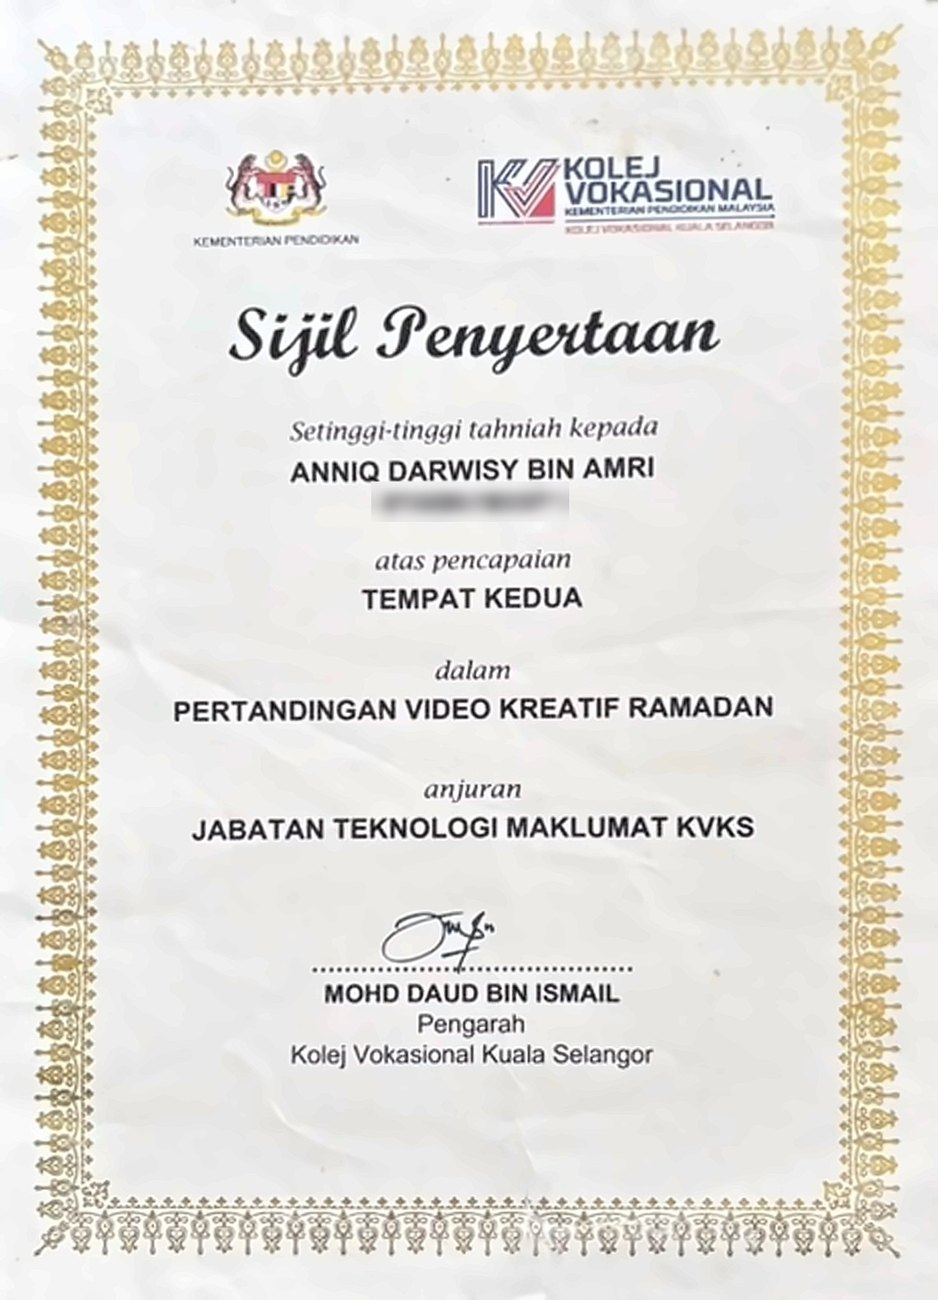 KEMENTERIAN PENDIDIKAN
KOLEJ
VOKASIONAL
KEMENTERIAN PENDIDIKAN MALAYSIA
KOLEJ VOKASIONAL KUALA SELANGOR
Sijil Penyertaan
Setinggi-tinggi tahniah kepada
ANNIQ DARWISY BIN AMRI
atas pencapaian
TEMPAT KEDUA
dalam
PERTANDINGAN VIDEO KREATIF RAMADAN
anjuran
JABATAN TEKNOLOGI MAKLUMAT KVKS
MOHD DAUD BIN ISMAIL
Pengarah
Kolej Vokasional Kuala Selangor